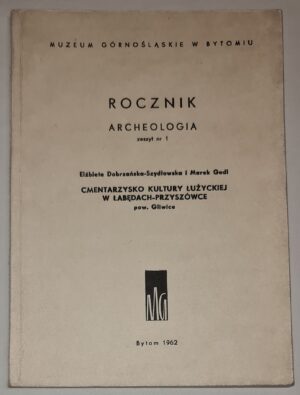 MUZEUM GÓRNOŚLĄSKIE W BYTOMIU
ROCZNIK
ARCHEOLOGIA
zeszyt nr 1
Elżbieta Dobrzańska-Szydłowska i Marek Gedl
CMENTARZYSKO KULTURY ŁUŻYCKIEJ
W ŁABĘDACH-PRZYSZÓWCE
pow. Gliwice
MG
Bytom 1962